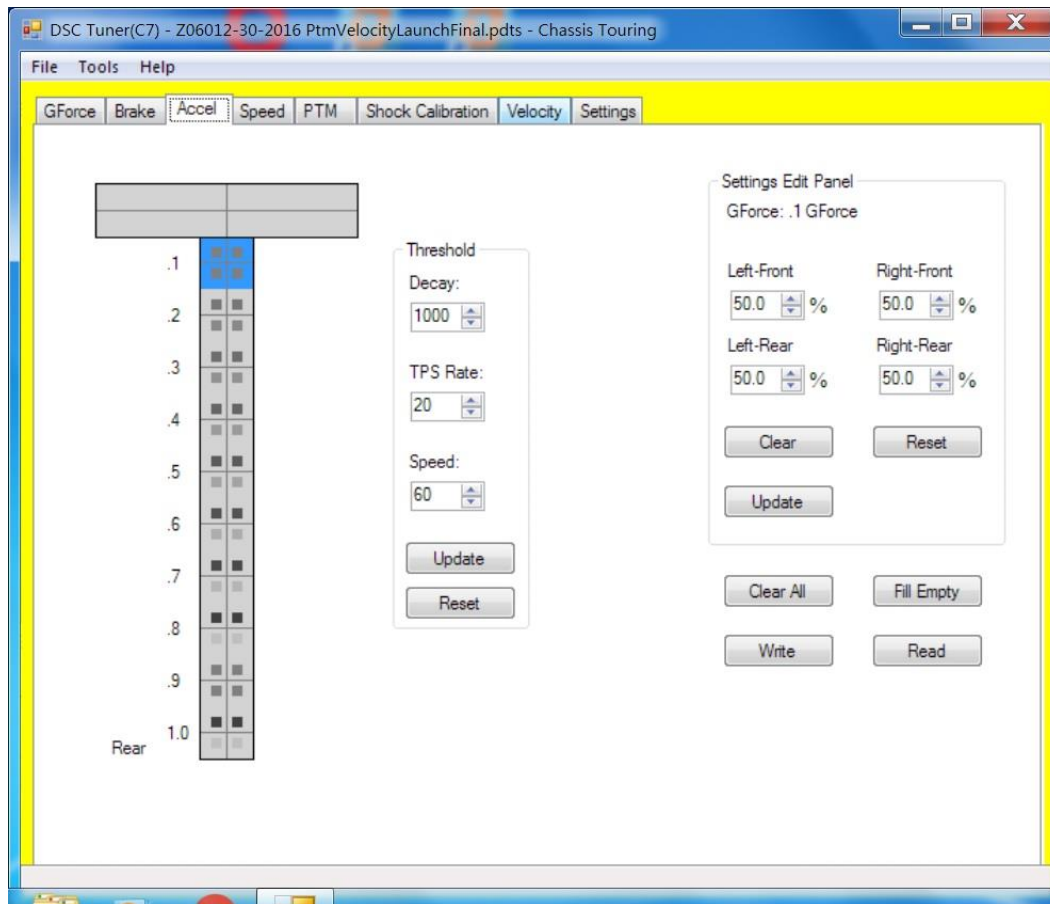 DSC Tuner(C7) - Z06012-30-2016 PtmVelocityLaunchFinal.pdts - Chassis Touring
File Tools Help
GForce Brake Accel Speed PTM Shock Calibration Velocity Settings
Settings Edit Panel
GForce: .1 GForce
Left-Front Right-Front
50.0 % 50.0 %
Left-Rear Right-Rear
50.0 % 50.0 %
Clear Reset
Update
Clear All Fill Empty
Write Read
Threshold
Decay:
1000
TPS Rate:
20
Speed:
60
Update
Reset
.1
.2
.3
.4
.5
.6
.7
.8
.9
1.0
Rear